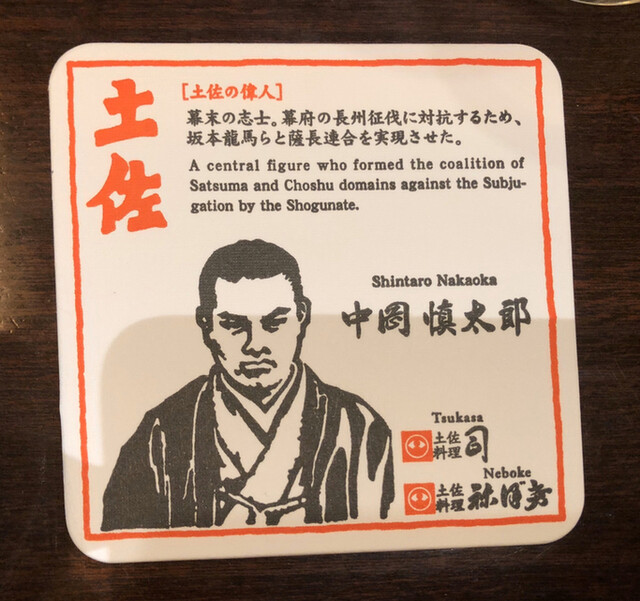 土佐
[土佐の偉人]
幕末の志士。幕府の長州征伐に対抗するため、
坂本龍馬らと薩長連合を実現させた。
A central figure who formed the coalition of
Satsuma and Choshu domains against the Subju-
gation by the Shogunate.
Shintaro Nakaoka
中岡慎太郎
Tsukasa
土佐料理 司
Neboke
土佐料理 祢ぼけ